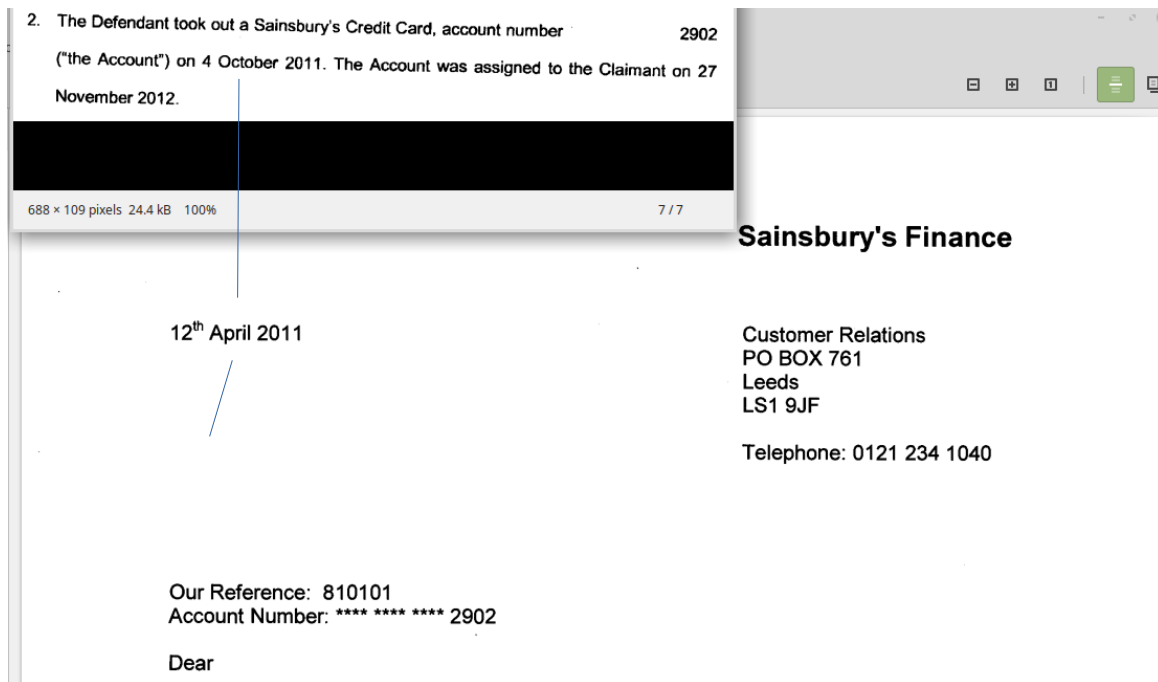 2. The Defendant took out a Sainsbury's Credit Card, account number 2902
("the Account") on 4 October 2011. The Account was assigned to the Claimant on 27
November 2012.
688 × 109 pixels 24.4 kB 100% 7 / 7
Sainsbury's Finance
12th April 2011
Customer Relations
PO BOX 761
Leeds
LS1 9JF
Telephone: 0121 234 1040
Our Reference: 810101
Account Number: **** **** **** 2902
Dear